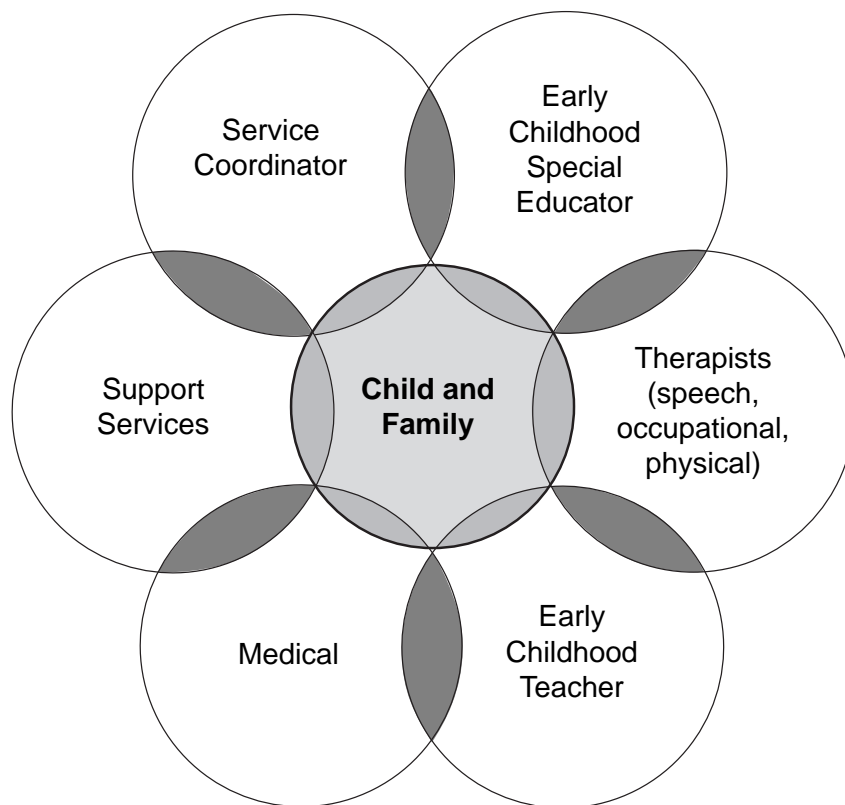 Service
Coordinator
Early
Childhood
Special
Educator
Support
Services
Child and
Family
Therapists
(speech,
occupational,
physical)
Medical
Early
Childhood
Teacher